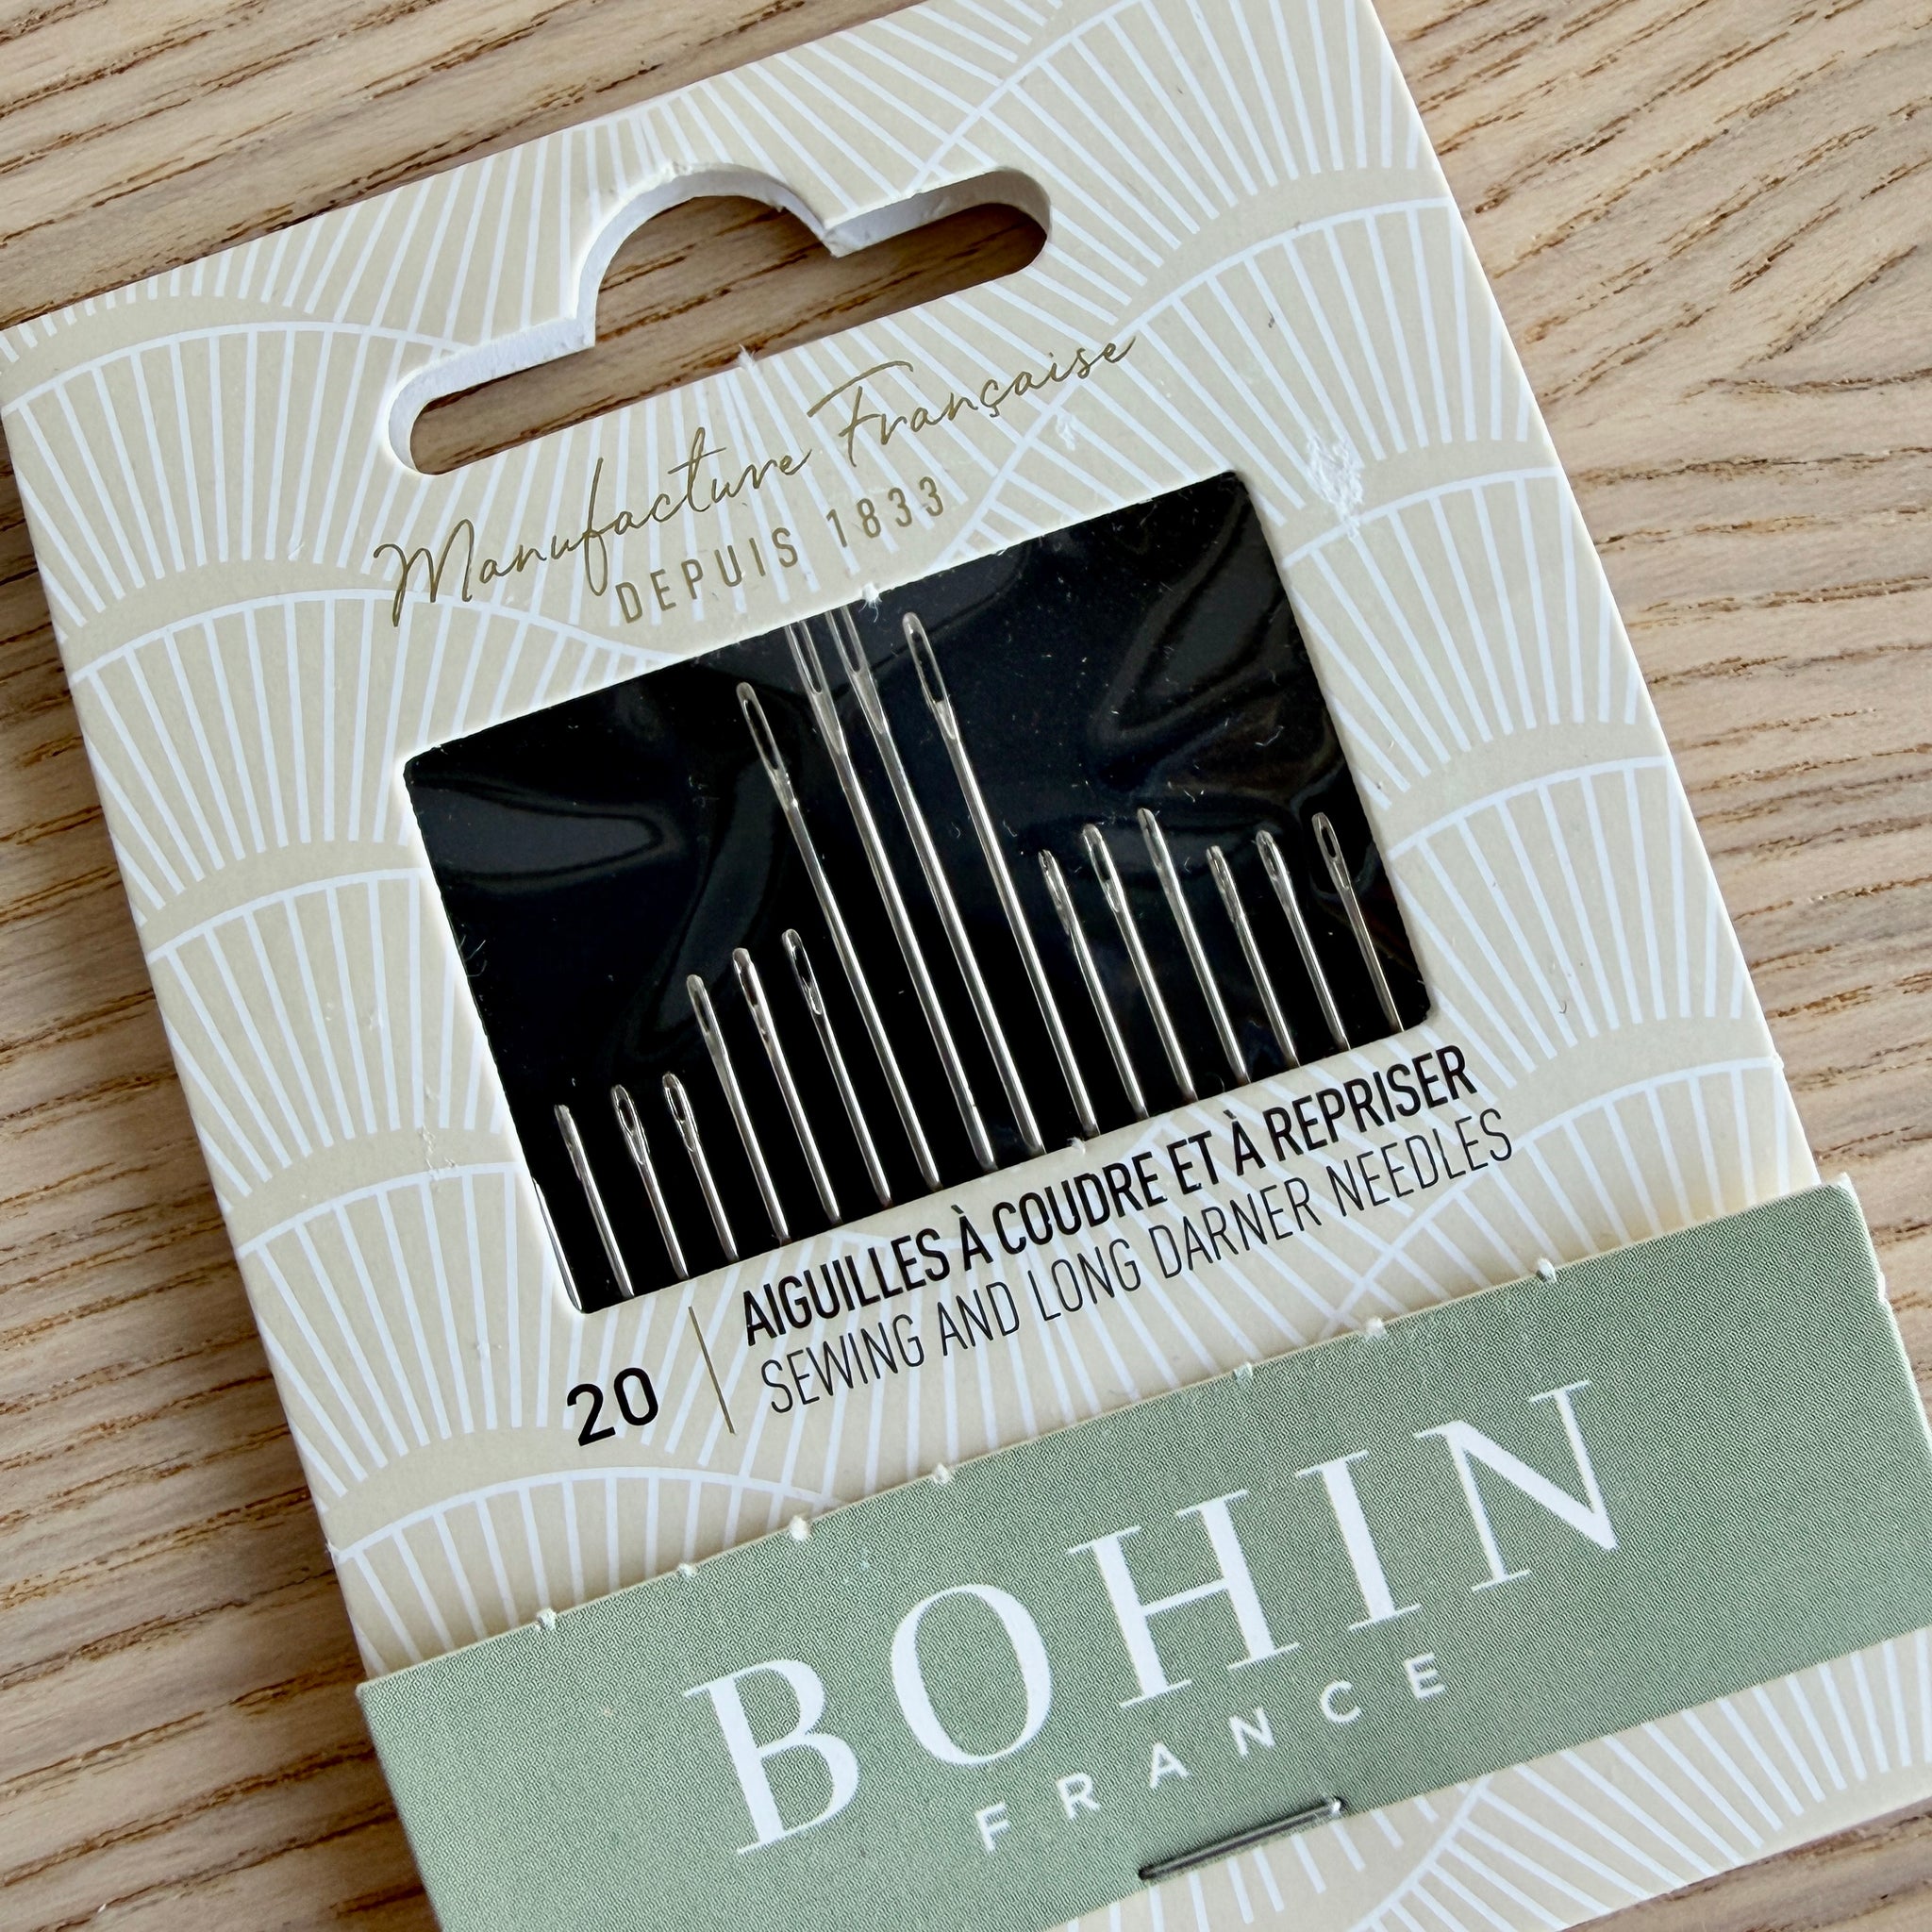 Manufacture Française
DEPUIS 1833
20
AIGUILLES À COUDRE ET À REPRISER
SEWING AND LONG DARNER NEEDLES
BOHIN
FRANCE